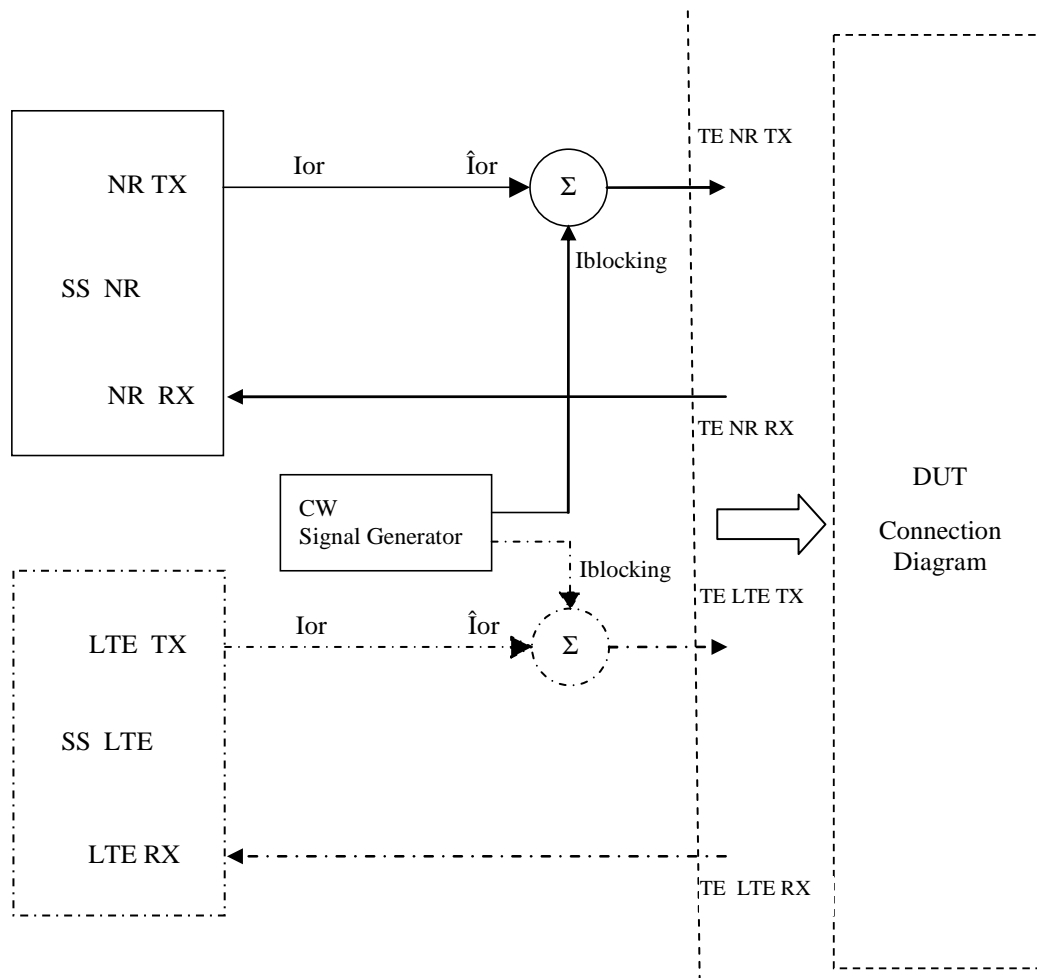 TE NR TX
NR TX
Ior
Îor
Σ
Iblocking
SS NR
NR RX
TE NR RX
CW
Signal Generator
DUT
Connection
Diagram
Iblocking
TE LTE TX
LTE TX
Ior
Îor
Σ
SS LTE
LTE RX
TE LTE RX